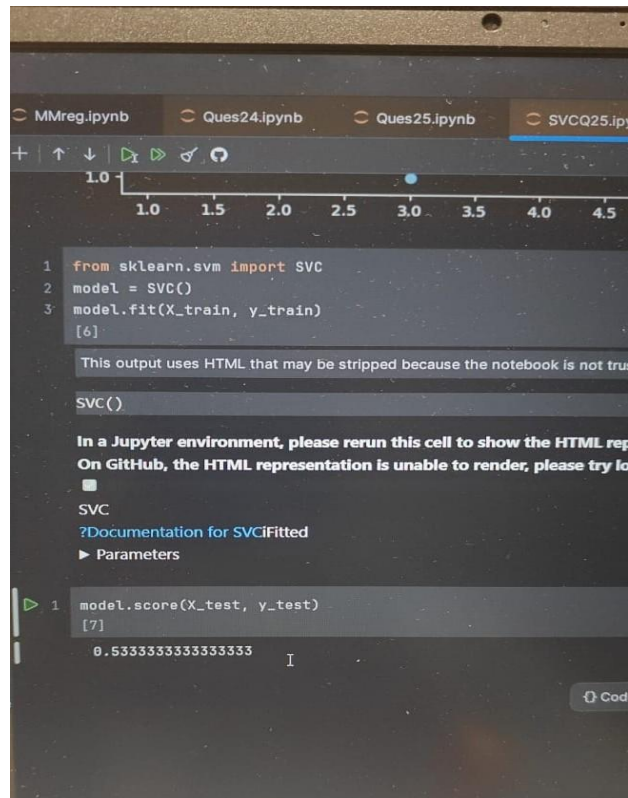 MMreg.ipynb Ques24.ipynb Ques25.ipynb SVCQ25.ipy
1.0
1.0 1.5 2.0 2.5 3.0 3.5 4.0 4.5
1 from sklearn.svm import SVC
2 model = SVC()
3 model.fit(X_train, y_train)
[6]
This output uses HTML that may be stripped because the notebook is not trus
SVC()
In a Jupyter environment, please rerun this cell to show the HTML rep
On GitHub, the HTML representation is unable to render, please try lo
SVC
?Documentation for SVCiFitted
▶ Parameters
1 model.score(X_test, y_test)
[7]
0.5333333333333333
{} Cod